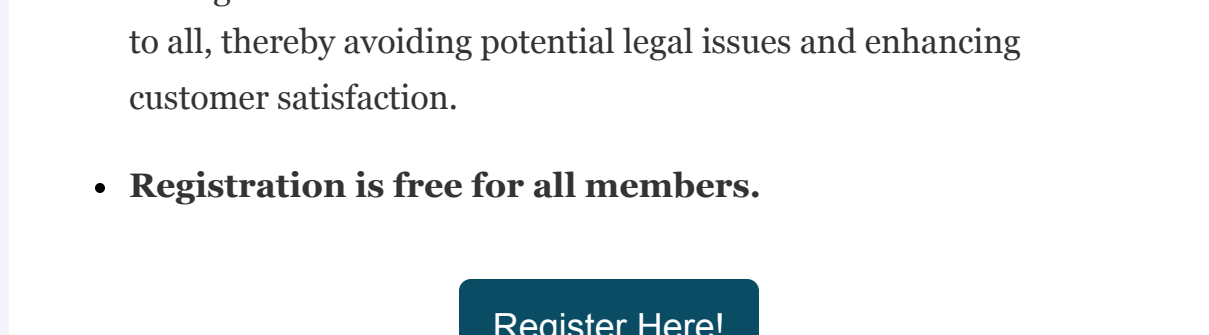 to all, thereby avoiding potential legal issues and enhancing
customer satisfaction.
• Registration is free for all members.
Register Here!